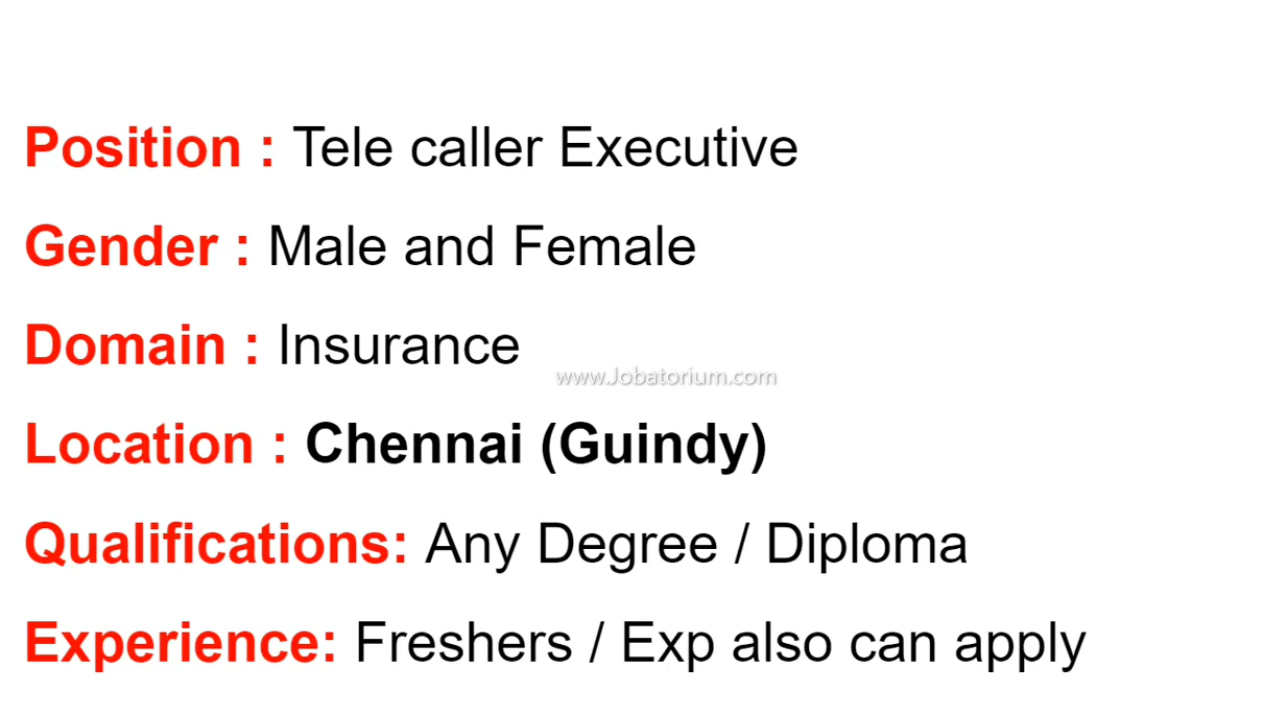 Position : Tele caller Executive
Gender : Male and Female
Domain : Insurance
www.Jobatorium.com
Location : Chennai (Guindy)
Qualifications: Any Degree / Diploma
Experience: Freshers / Exp also can apply